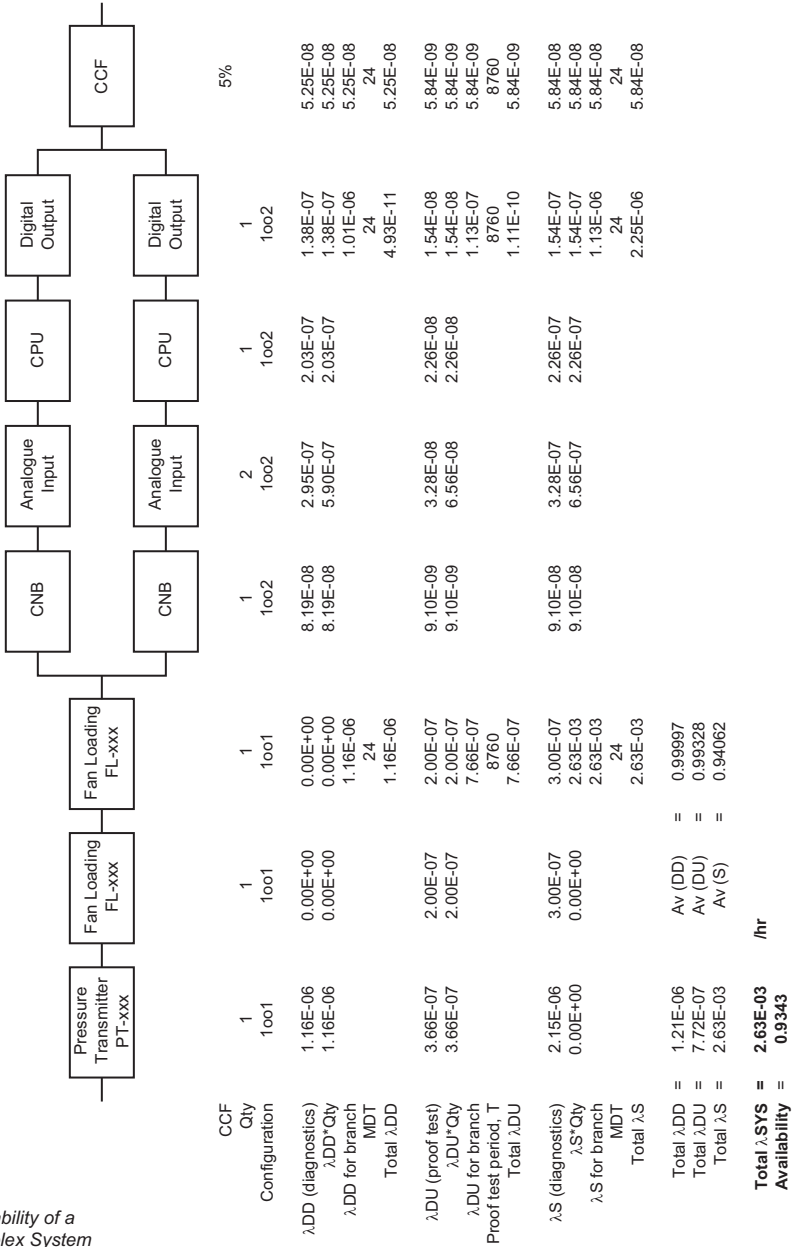 Pressure
Transmitter
PT-xxx
Fan Loading
FL-xxx
Fan Loading
FL-xxx
CNB
CNB
Analogue
Input
Analogue
Input
CPU
CPU
Digital
Output
Digital
Output
CCF
CCF 5%
Qty 1 1 1 1 2 1 1
Configuration 1oo1 1oo1 1oo1 1oo2 1oo2 1oo2 1oo2
λDD (diagnostics) 1.16E-06 0.00E+00 0.00E+00 8.19E-08 2.95E-07 2.03E-07 1.38E-07 5.25E-08
λDD*Qty 1.16E-06 0.00E+00 0.00E+00 8.19E-08 5.90E-07 2.03E-07 1.38E-07 5.25E-08
λDD for branch 1.16E-06 1.01E-06 5.25E-08
MDT 24 24 24
Total λDD 1.16E-06 4.93E-11 5.25E-08
λDU (proof test) 3.66E-07 2.00E-07 2.00E-07 9.10E-09 3.28E-08 2.26E-08 1.54E-08 5.84E-09
λDU*Qty 3.66E-07 2.00E-07 2.00E-07 9.10E-09 6.56E-08 2.26E-08 1.54E-08 5.84E-09
λDU for branch 7.66E-07 1.13E-07 5.84E-09
Proof test period, T 8760 8760 8760
Total λDU 7.66E-07 1.11E-10 5.84E-09
λS (diagnostics) 2.15E-06 3.00E-07 3.00E-07 9.10E-08 3.28E-07 2.26E-07 1.54E-07 5.84E-08
λS*Qty 0.00E+00 0.00E+00 2.63E-03 9.10E-08 6.56E-07 2.26E-07 1.54E-07 5.84E-08
λS for branch 2.63E-03 1.13E-06 5.84E-08
MDT 24 24 24
Total λS 2.63E-03 2.25E-06 5.84E-08
Total λDD = 1.21E-06 Av (DD) = 0.99997
Total λDU = 7.72E-07 Av (DU) = 0.99328
Total λS = 2.63E-03 Av (S) = 0.94062
Total λSYS = 2.63E-03 /hr
Availability = 0.9343
ability of a
plex System